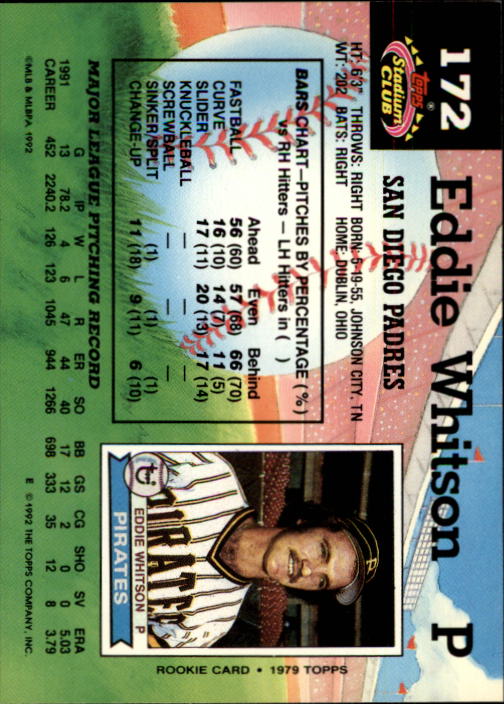 172
Topps®
Stadium
CLUB
Eddie Whitson P
SAN DIEGO PADRES
HT: 6'3" THROWS: RIGHT BORN: 5-19-55, JOHNSON CITY, TN
WT: 202 BATS: RIGHT HOME: DUBLIN, OHIO
BARS CHART—PITCHES BY PERCENTAGE (%)
vs RH Hitters – LH Hitters in ( )
Ahead Even Behind
FASTBALL 56 (60) 57 (68) 66 (70)
CURVE 16 (10) 14 (7) 11 (5)
SLIDER 17 (11) 20 (13) 17 (14)
KNUCKLEBALL — — —
SCREWBALL — — —
SINKER/SPLIT (1) (1) (1)
CHANGE-UP 11 (18) 9 (11) 6 (10)
MAJOR LEAGUE PITCHING RECORD
G IP W L R ER SO BB GS CG SHO SV ERA
1991 13 78.2 4 6 47 44 40 17 12 2 0 0 5.03
CAREER 452 2240.2 126 123 1045 944 1266 698 333 35 12 8 3.79
©MLB & MLBPA 1992
E ©1992 THE TOPPS COMPANY, INC.
P
PIRATES
EDDIE WHITSON P
PIRATES
ROOKIE CARD • 1979 TOPPS